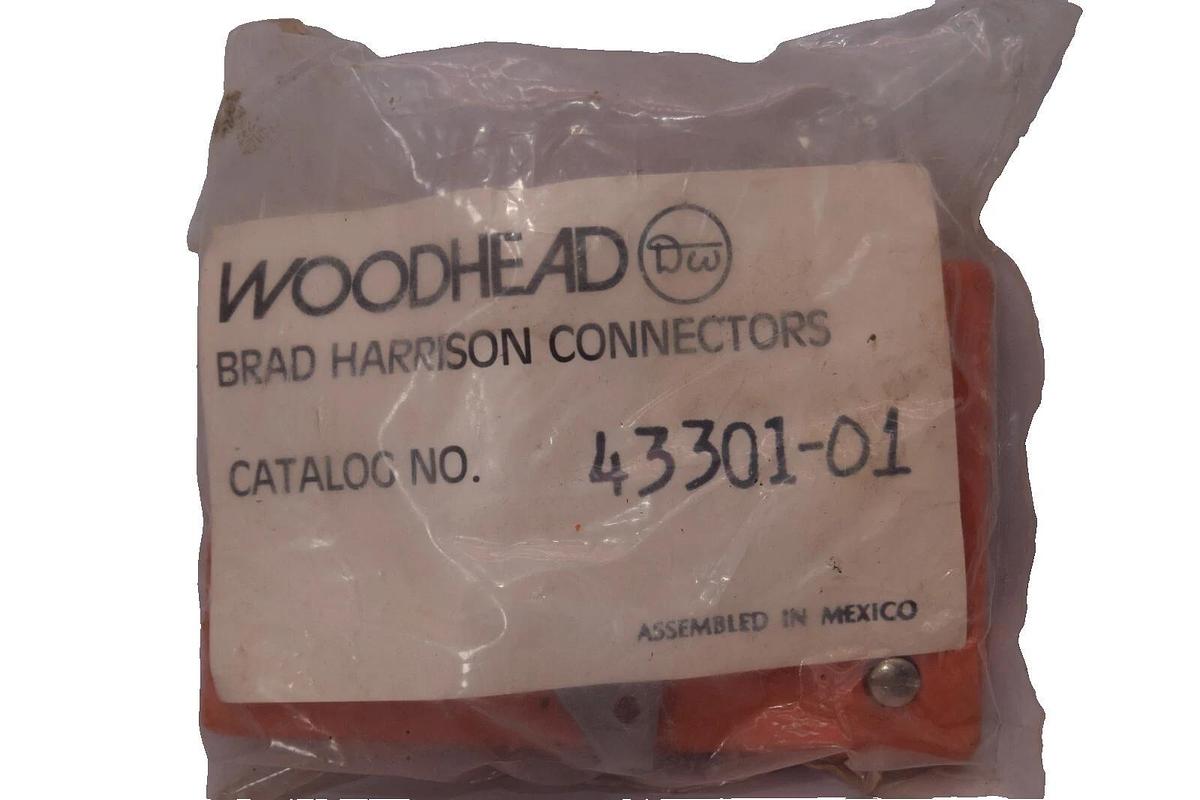 WOODHEAD DW
BRAD HARRISON CONNECTORS
CATALOG NO. 43301-01
ASSEMBLED IN MEXICO